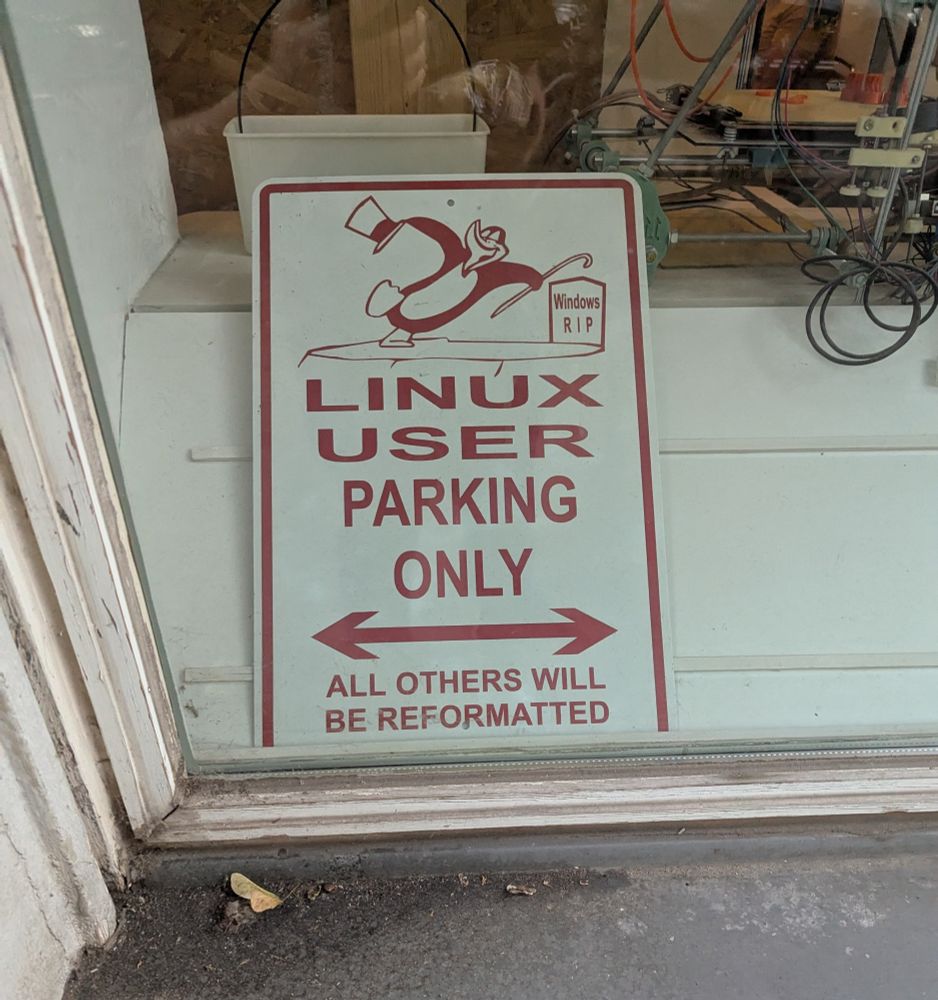 Windows
RIP
LINUX
USER
PARKING
ONLY
ALL OTHERS WILL
BE REFORMATTED